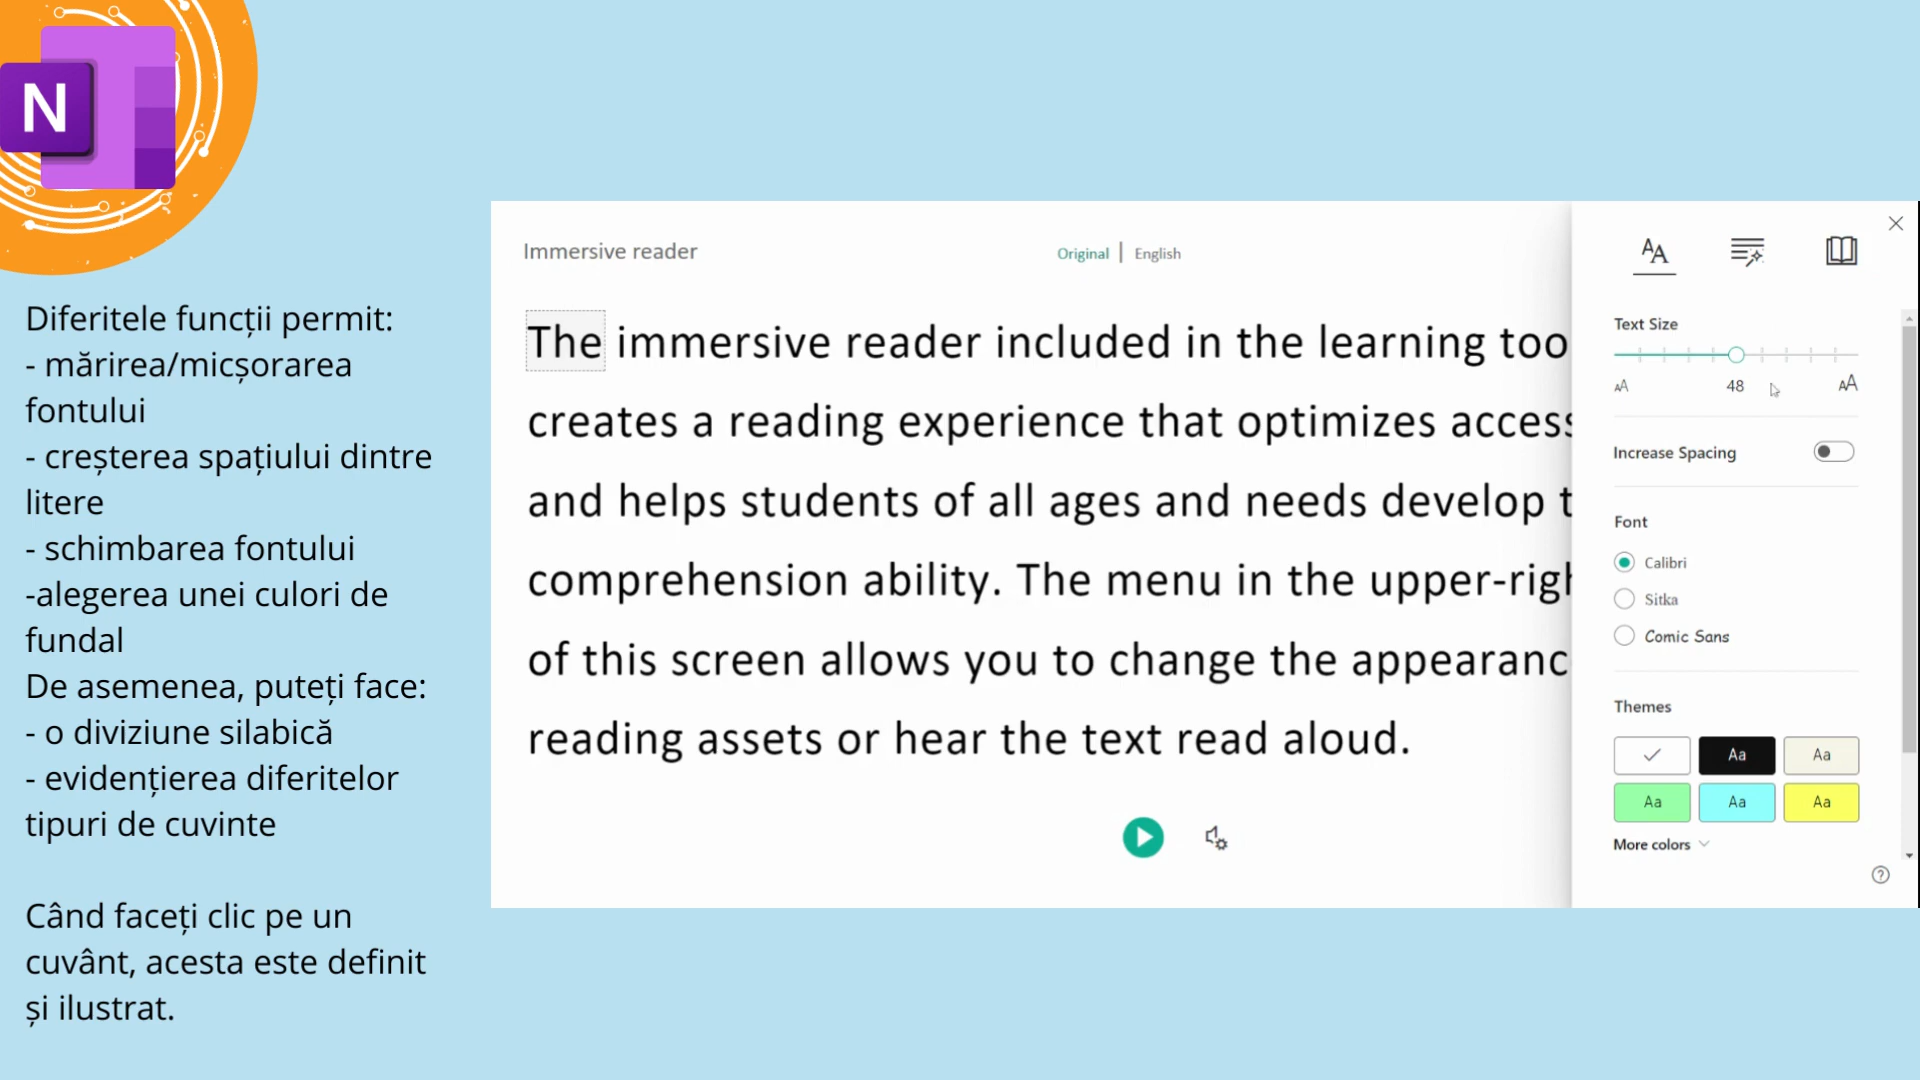 N
Diferitele funcții permit:
- mărirea/micșorarea
fontului
- creșterea spațiului dintre
litere
- schimbarea fontului
-alegerea unei culori de
fundal
De asemenea, puteți face:
- o diviziune silabică
- evidențierea diferitelor
tipuri de cuvinte
Când faceți clic pe un
cuvânt, acesta este definit
și ilustrat.
Immersive reader
Original | English
The immersive reader included in the learning too
creates a reading experience that optimizes access
and helps students of all ages and needs develop t
comprehension ability. The menu in the upper-righ
of this screen allows you to change the appearanc
reading assets or hear the text read aloud.
AA
Text Size
AA 48 AA
Increase Spacing
Font
Calibri
Sitka
Comic Sans
Themes
Aa Aa
Aa Aa Aa
More colors
?